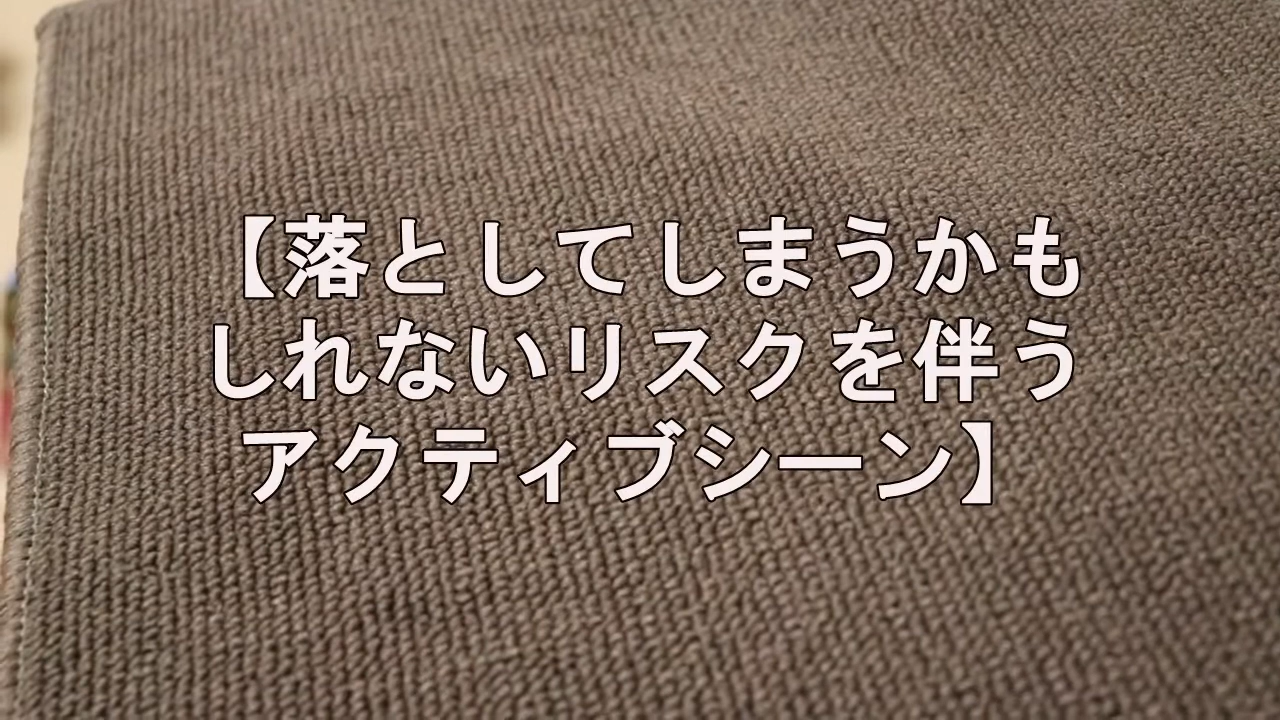 【落としてしまうかも
しれないリスクを伴う
アクティブシーン】